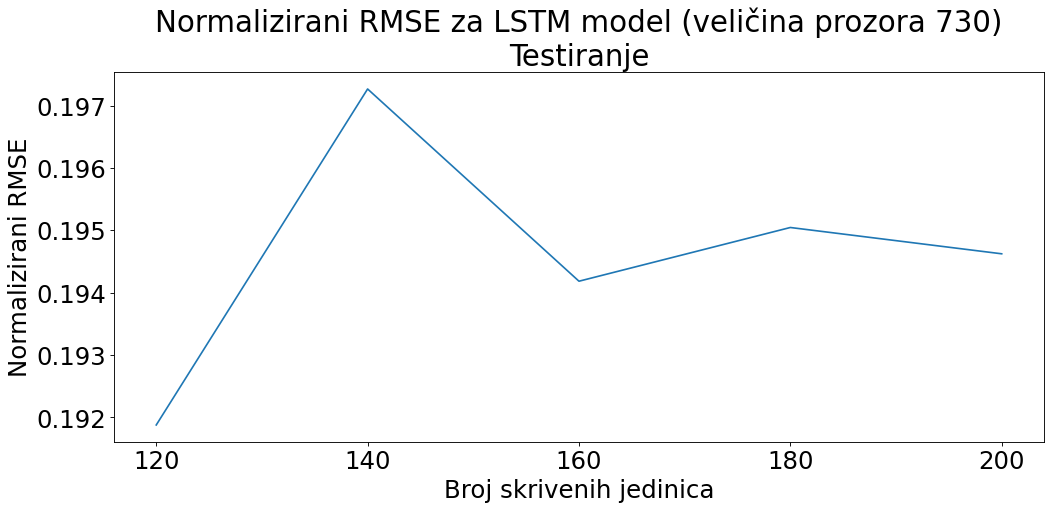 Normalizirani RMSE za LSTM model (veličina prozora 730)
Testiranje
Normalizirani RMSE
0.197
0.196
0.195
0.194
0.193
0.192
120 140 160 180 200
Broj skrivenih jedinica